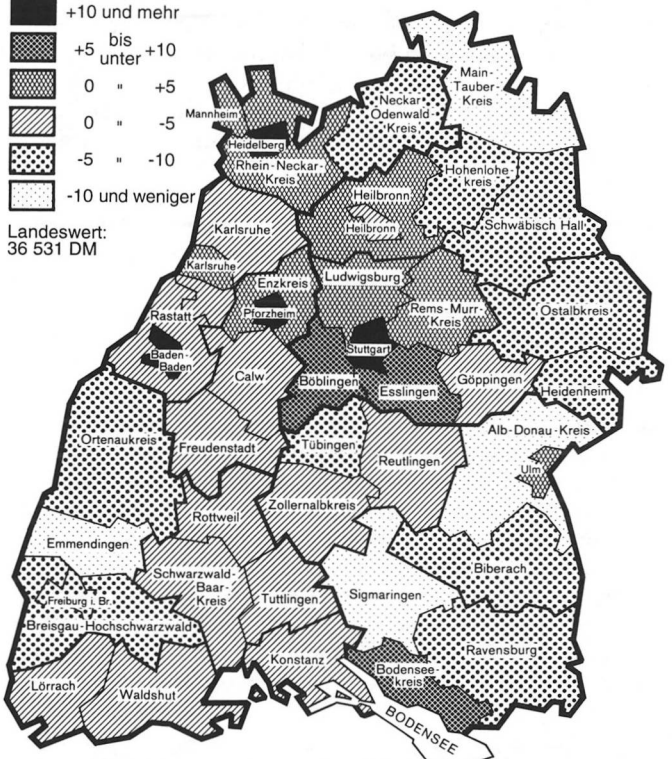 +10 und mehr
+5 bis unter +10
0 " +5
0 " -5
-5 " -10
-10 und weniger
Landeswert:
36 531 DM
Main-
Tauber-
Kreis
Neckar
Odenwald-
Kreis
Mannheim
Heidelberg
Rhein-Neckar-
Kreis
Hohenlohe-
kreis
Heilbronn
Heilbronn
Schwäbisch Hall
Karlsruhe
Karlsruhe
Enzkreis
Ludwigsburg
Rems-Murr-
Kreis
Ostalbkreis
Rastatt
Pforzheim
Baden-
Baden
Stuttgart
Calw
Böblingen
Esslingen
Göppingen
Heidenheim
Ortenaukreis
Freudenstadt
Tübingen
Reutlingen
Alb-Donau-Kreis
Ulm
Zollernalbkreis
Rottweil
Emmendingen
Biberach
Schwarzwald-
Baar-
Kreis
Tuttlingen
Sigmaringen
Freiburg i. Br.
Breisgau-Hochschwarzwald
Ravensburg
Konstanz
Bodensee-
kreis
Lörrach
Waldshut
BODENSEE